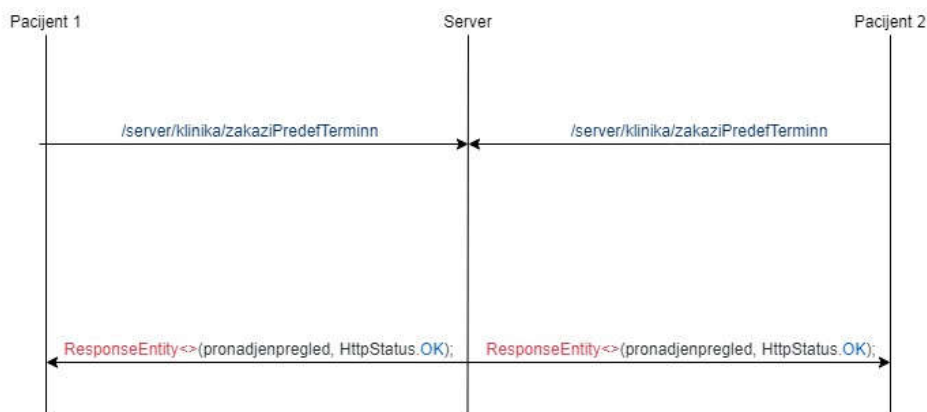 Pacijent 1
Server
Pacijent 2
/server/klinika/zakaziPredefTerminn
/server/klinika/zakaziPredefTerminn
ResponseEntity<>(pronadjenpregled, HttpStatus.OK);
ResponseEntity<>(pronadjenpregled, HttpStatus.OK);